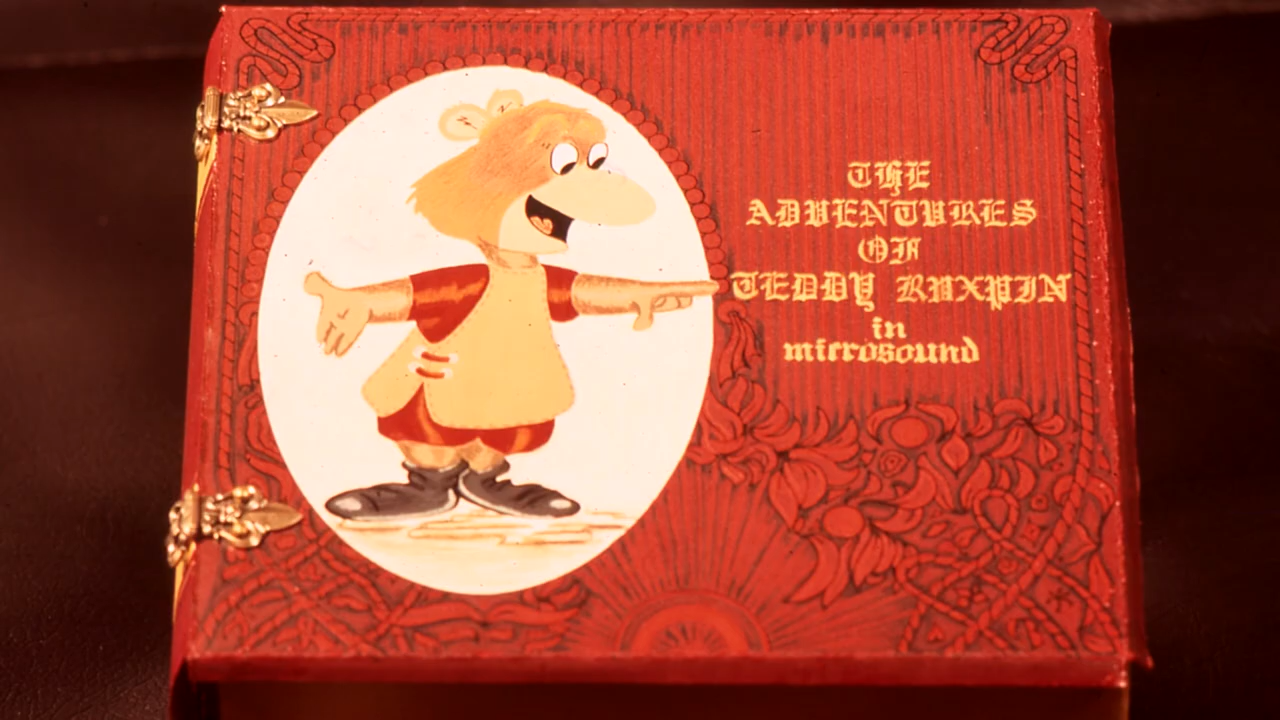 THE
ADVENTURES
OF
TEDDY RUXPIN
in
microsound